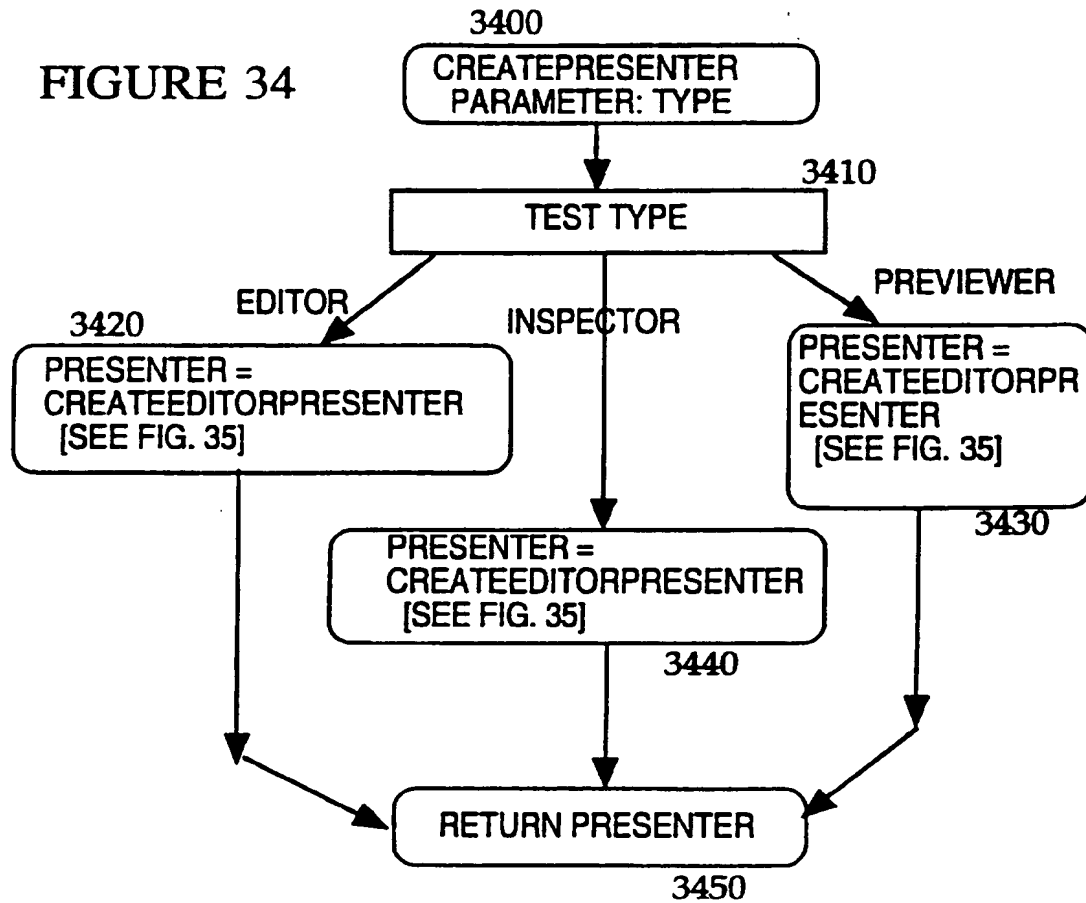 FIGURE 34
3400
CREATEPRESENTER
PARAMETER: TYPE
3410
TEST TYPE
EDITOR
INSPECTOR
PREVIEWER
3420
PRESENTER =
CREATEEDITORPRESENTER
[SEE FIG. 35]
PRESENTER =
CREATEEDITORPR
ESENTER
[SEE FIG. 35]
3430
PRESENTER =
CREATEEDITORPRESENTER
[SEE FIG. 35]
3440
RETURN PRESENTER
3450